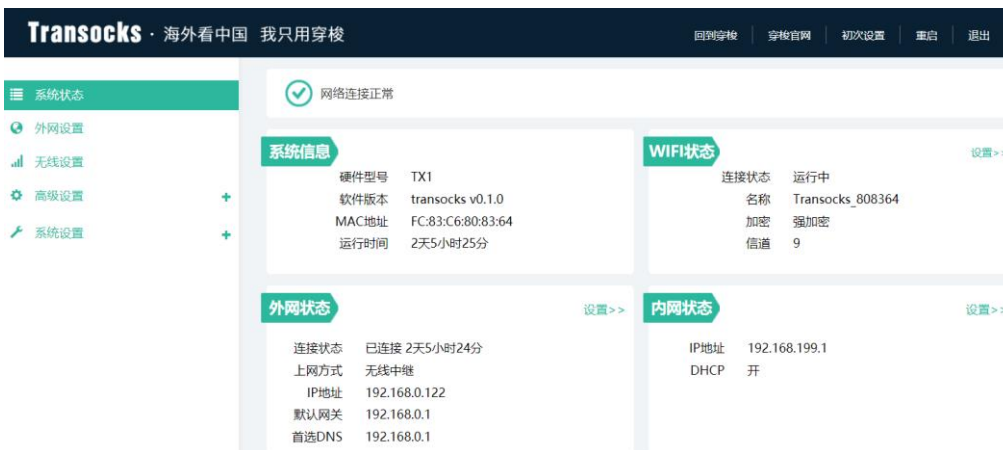 Transocks · 海外看中国 我只用穿梭
回到穿梭 穿梭官网 初次设置 重启 退出
系统状态
外网设置
无线设置
高级设置 +
系统设置 +
网络连接正常
系统信息
硬件型号 TX1
软件版本 transocks v0.1.0
MAC地址 FC:83:C6:80:83:64
运行时间 2天5小时25分
WIFI状态 设置>>
连接状态 运行中
名称 Transocks_808364
加密 强加密
信道 9
外网状态 设置>>
连接状态 已连接 2天5小时24分
上网方式 无线中继
IP地址 192.168.0.122
默认网关 192.168.0.1
首选DNS 192.168.0.1
内网状态 设置>>
IP地址 192.168.199.1
DHCP 开